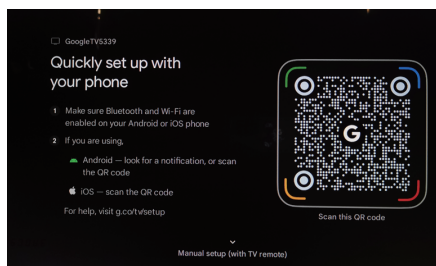 GoogleTV5339
Quickly set up with
your phone
1 Make sure Bluetooth and Wi-Fi are
enabled on your Android or iOS phone
2 If you are using,
Android — look for a notification, or scan
the QR code
iOS — scan the QR code
For help, visit g.co/tv/setup
G
Scan this QR code
Manual setup (with TV remote)